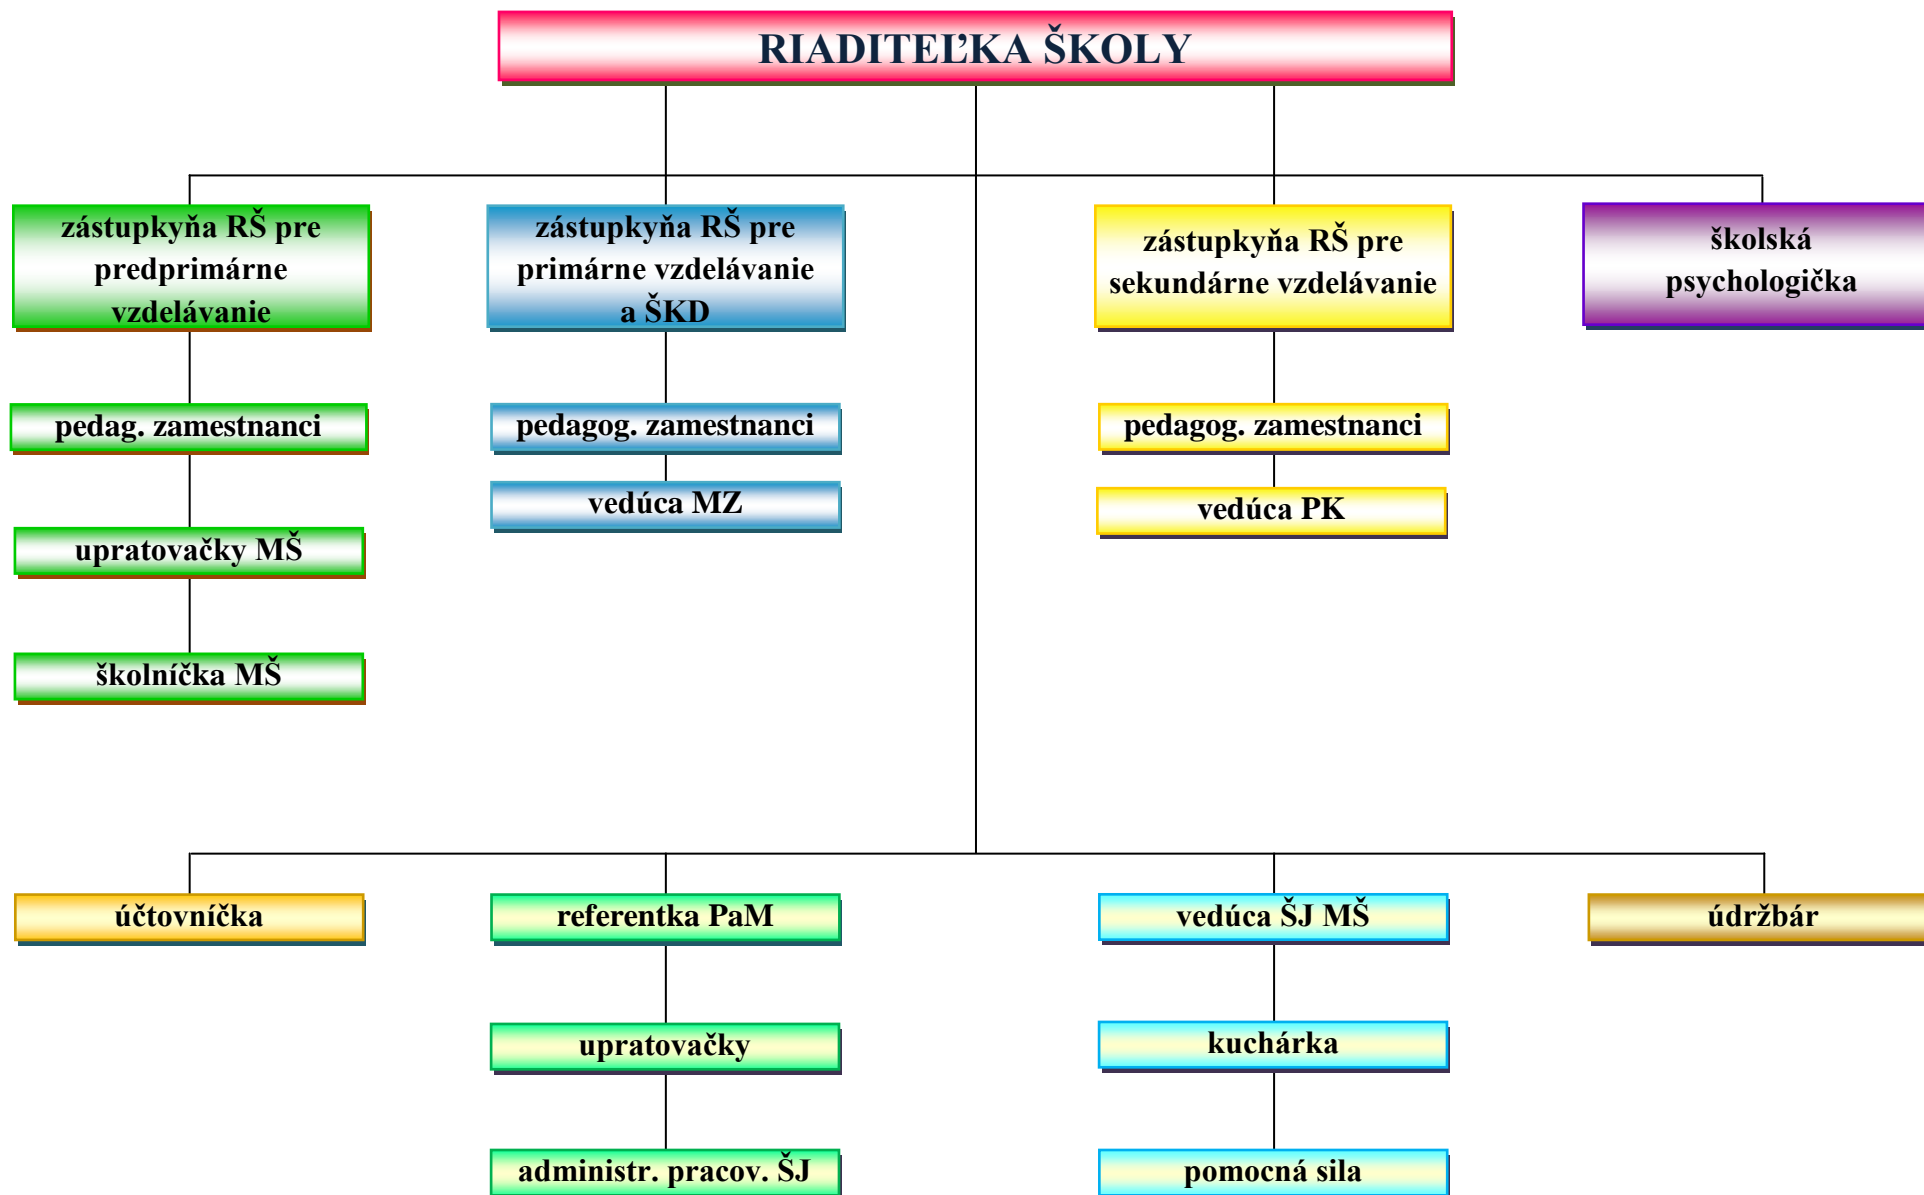 RIADITEĽKA ŠKOLY
zástupkyňa RŠ pre
predprimárne
vzdelávanie
zástupkyňa RŠ pre
primárne vzdelávanie
a ŠKD
zástupkyňa RŠ pre
sekundárne vzdelávanie
školská
psychologička
pedag. zamestnanci
pedagog. zamestnanci
pedagog. zamestnanci
vedúca MZ
vedúca PK
upratovačky MŠ
školníčka MŠ
účtovníčka
referentka PaM
vedúca ŠJ MŠ
údržbár
upratovačky
kuchárka
administr. pracov. ŠJ
pomocná sila